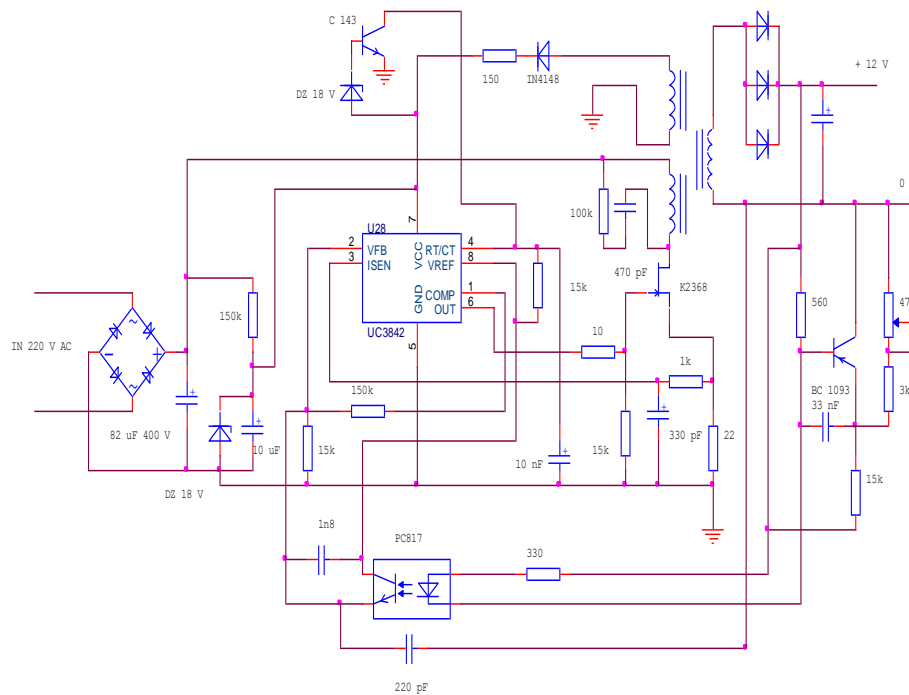 C 143
DZ 18 V
150
IN4148
+ 12 V
0
100k
470 pF
K2368
U28
7
2
3
VFB
ISEN
VCC
GND
RT/CT
VREF
COMP
OUT
4
8
1
6
UC3842
5
15k
10
1k
150k
IN 220 V AC
~
~
-
+
82 uF 400 V
10 uF
DZ 18 V
150k
15k
10 nF
15k
330 pF
22
560
47
BC 1093
33 nF
3k
15k
1n8
PC817
330
220 pF